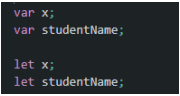 var x;
var studentName;
let x;
let studentName;